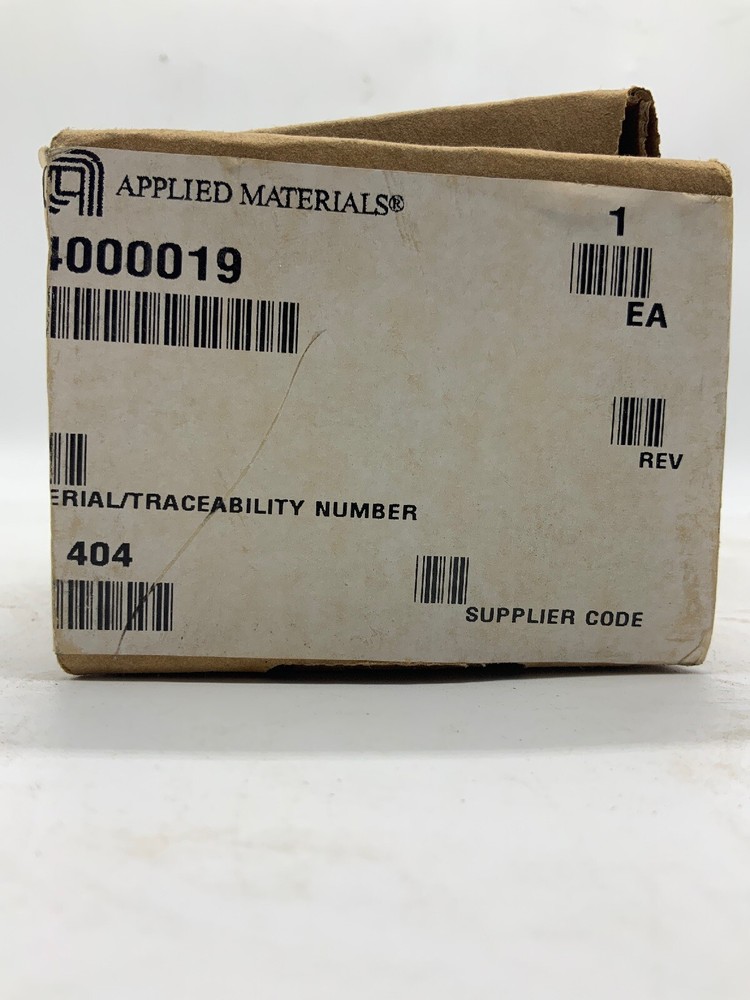 APPLIED MATERIALS®
4000019
1
EA
REV
ERIAL/TRACEABILITY NUMBER
404
SUPPLIER CODE